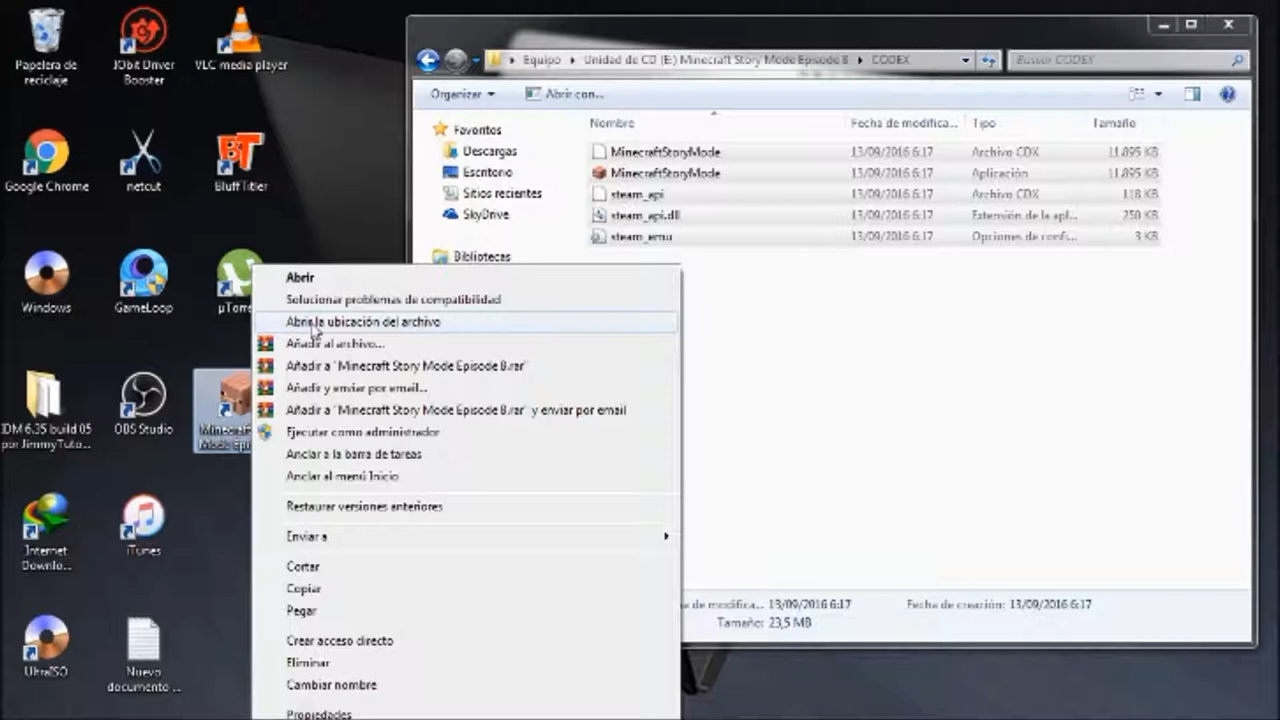 Papelera de
reciclaje
IObit Driver
Booster
VLC media player
Google Chrome
netcut
BluffTitler
Windows
GameLoop
µTorre
IDM 6.35 build 05
por JimmyTuto...
OBS Studio
Minecraft
Internet
Downlo...
iTunes
UltraISO
Nuevo
documento ...
Equipo
Unidad de CD (E:) Minecraft Story Mode Episode 8
CODEX
Buscar CODEX
Organizar
Abrir con...
Favoritos
Descargas
Escritorio
Sitios recientes
SkyDrive
Bibliotecas
Nombre Fecha de modifica... Tipo Tamaño
MinecraftStoryMode 13/09/2016 6:17 Archivo CDX 11.895 KB
MinecraftStoryMode 13/09/2016 6:17 Aplicación 11.895 KB
steam_api 13/09/2016 6:17 Archivo CDX 118 KB
steam_api.dll 13/09/2016 6:17 Extensión de la apl... 250 KB
steam_emu 13/09/2016 6:17 Opciones de confi... 3 KB
Abrir
Solucionar problemas de compatibilidad
Abrir la ubicación del archivo
Añadir al archivo...
Añadir a "Minecraft Story Mode Episode 8.rar"
Añadir y enviar por email...
Añadir a "Minecraft Story Mode Episode 8.rar" y enviar por email
Ejecutar como administrador
Anclar a la barra de tareas
Anclar al menú Inicio
Restaurar versiones anteriores
Enviar a
Cortar
Copiar
Pegar
Crear acceso directo
Eliminar
Cambiar nombre
Propiedades
a de modifica... 13/09/2016 6:17 Fecha de creación: 13/09/2016 6:17
Tamaño: 23,5 MB